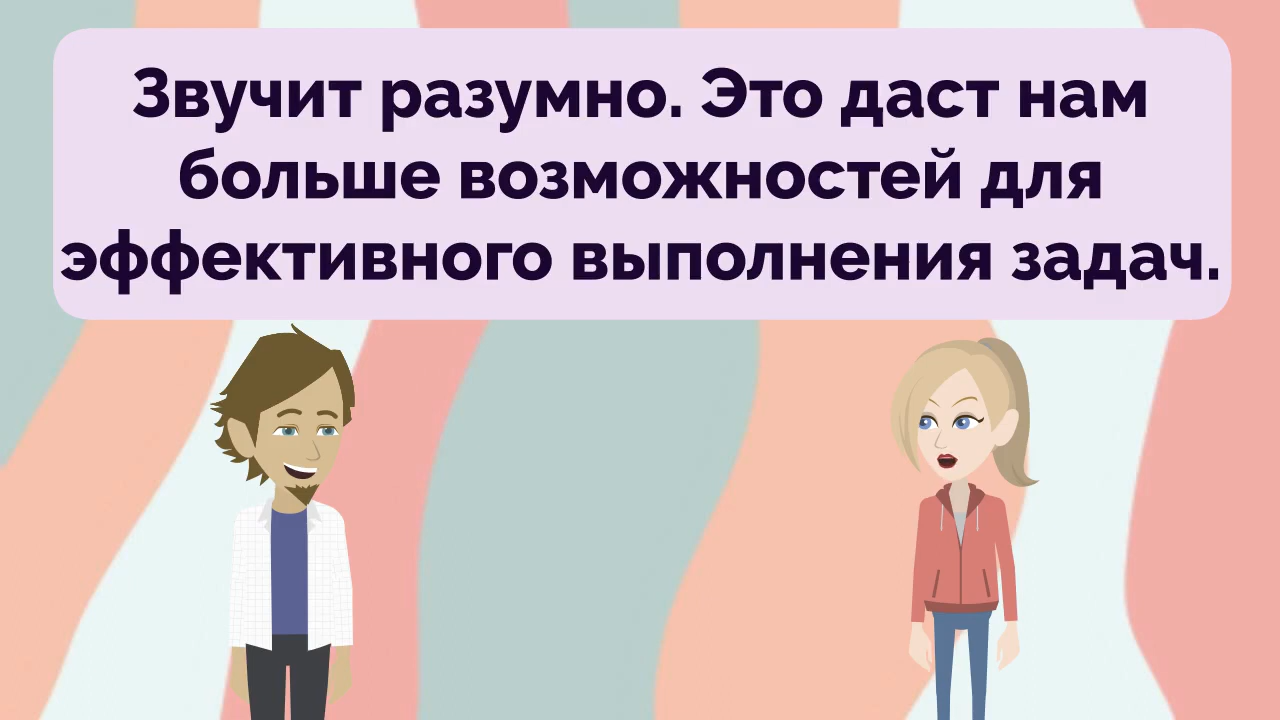 Звучит разумно. Это даст нам
больше возможностей для
эффективного выполнения задач.